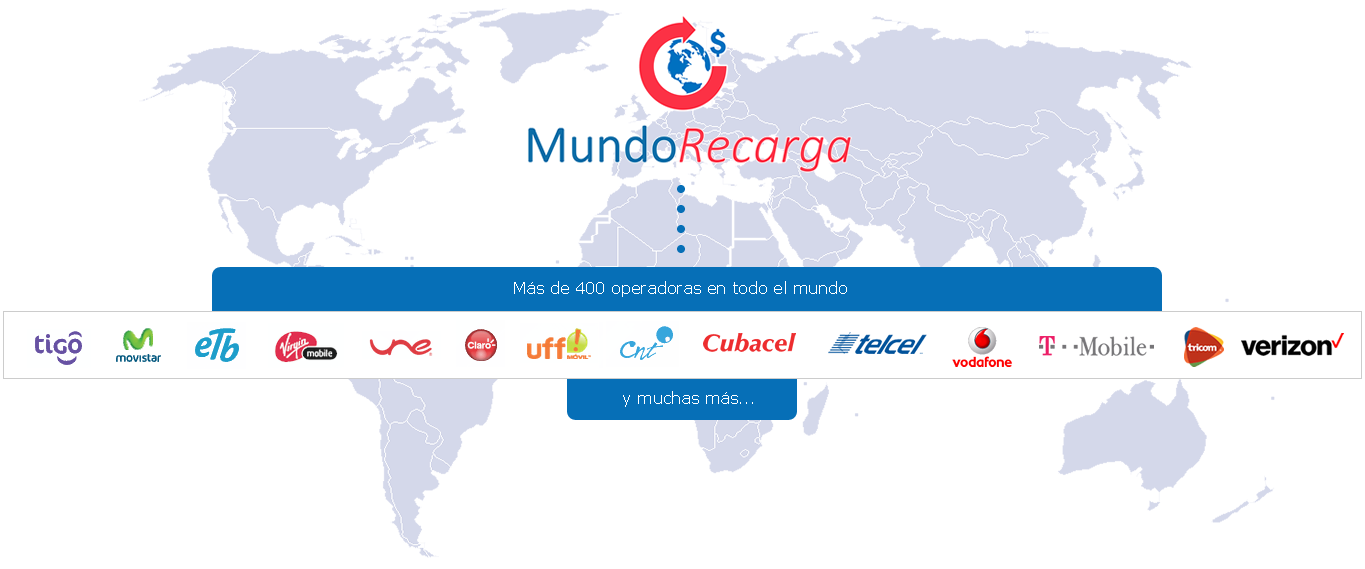 $
MundoRecarga
Más de 400 operadoras en todo el mundo
tigo
movistar
eTb
Virgin mobile
une
Claro
uff! MÓVIL
Cnt
Cubacel
telcel
vodafone
T · · Mobile ·
tricom
verizon
y muchas más...